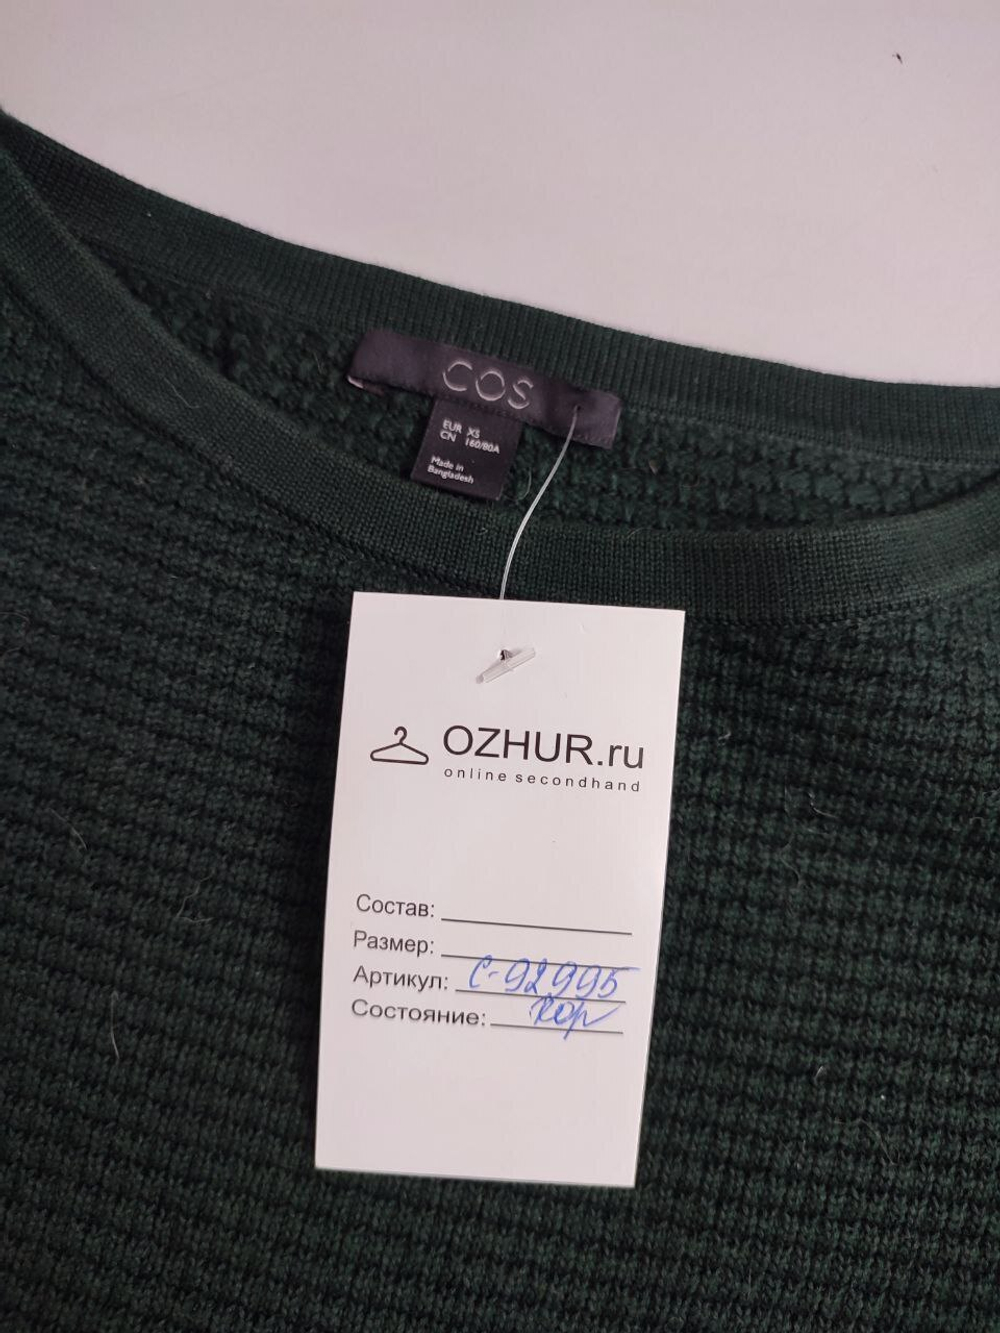 COS
EUR XS
CN 160/80A
Made in
Bangladesh
OZHUR.ru
online secondhand
Состав:
Размер:
Артикул: С-92995
Состояние: хор